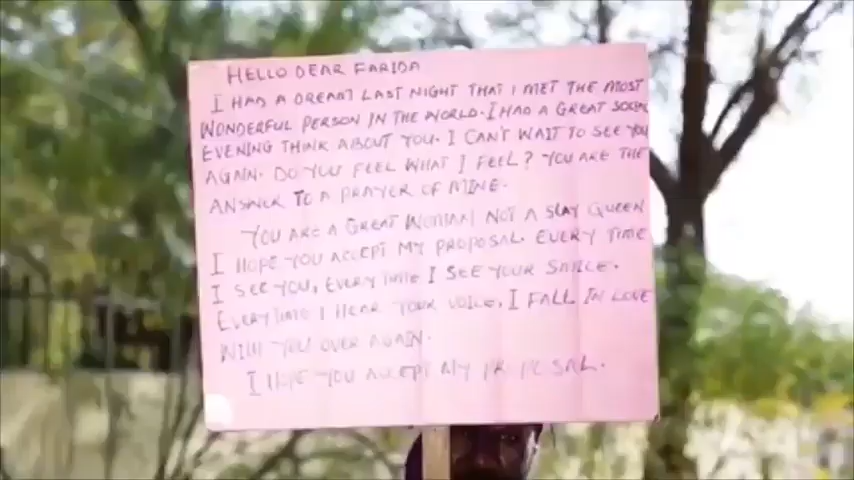 HELLO DEAR FARIDA
I HAD A DREAM LAST NIGHT THAT I MET THE MOST
WONDERFUL PERSON IN THE WORLD. I HAD A GREAT SOCIAL
EVENING THINK ABOUT YOU. I CAN'T WAIT TO SEE YOU
AGAIN. DO YOU FEEL WHAT I FEEL? YOU ARE THE
ANSWER TO A PRAYER OF MINE.
YOU ARE A GREAT WOMAN NOT A SLAY QUEEN
I HOPE YOU ACCEPT MY PROPOSAL. EVERY TIME
I SEE YOU, EVERYTIME I SEE YOUR SMILE.
EVERYTIME I HEAR YOUR VOICE, I FALL IN LOVE
WITH YOU OVER AGAIN.
I HOPE YOU ACCEPT MY PROPOSAL.